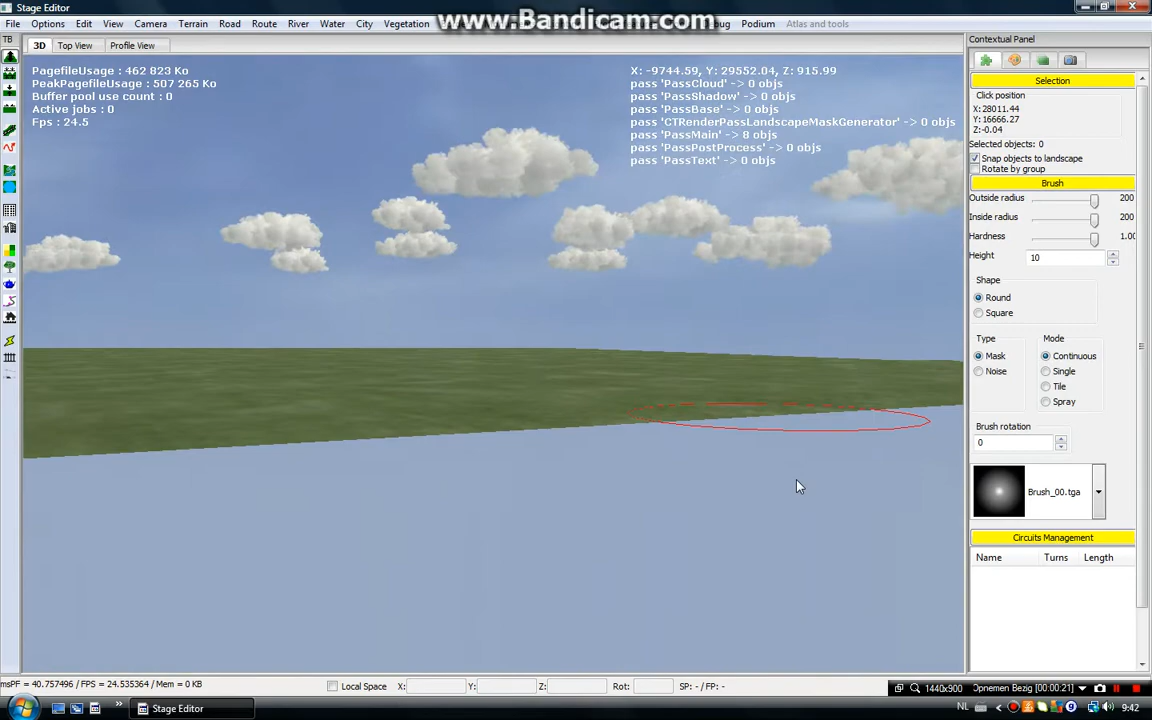 Stage Editor
www.Bandicam.com
File Options Edit View Camera Terrain Road Route River Water City Vegetation bug Podium Atlas and tools
Contextual Panel
TB 3D Top View Profile View
PagefileUsage : 462 823 Ko
PeakPagefileUsage : 507 265 Ko
Buffer pool use count : 0
Active jobs : 0
Fps : 24.5
X: -9744.59, Y: 29552.04, Z: 915.99
pass 'PassCloud' -> 0 objs
pass 'PassShadow' -> 0 objs
pass 'PassBase' -> 0 objs
pass 'CTRenderPassLandscapeMaskGenerator' -> 0 objs
pass 'PassMain' -> 8 objs
pass 'PassPostProcess' -> 0 objs
pass 'PassText' -> 0 objs
Selection
Click position
X:28011.44
Y:16666.27
Z:-0.04
Selected objects: 0
Snap objects to landscape
Rotate by group
Brush
Outside radius 200
Inside radius 200
Hardness 1.00
Height 10
Shape
Round
Square
Type Mode
Mask Continuous
Noise Single
Tile
Spray
Brush rotation
0
Brush_00.tga
Circuits Management
Name Turns Length
msPF = 40.757496 / FPS = 24.535364 / Mem = 0 KB
Local Space X: Y: Z: Rot: SP: - / FP: -
1440x900 Opnemen Bezig [00:00:21]
Stage Editor
NL 9:42